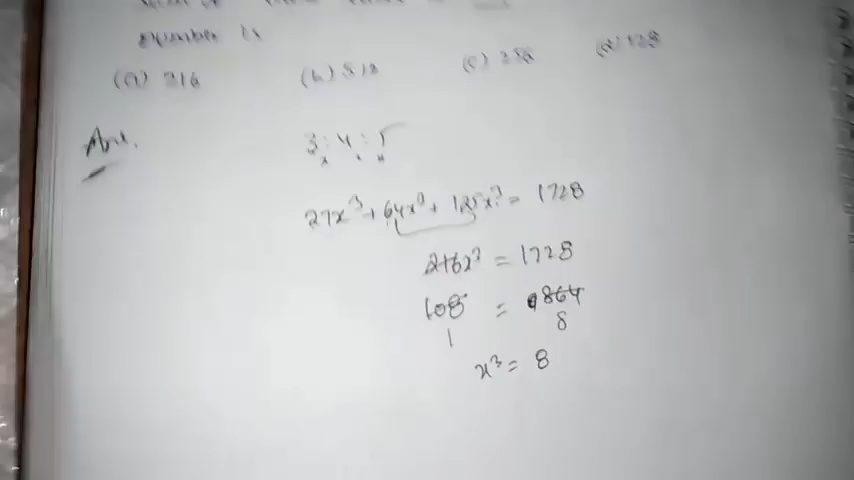 number is
(a) 216 (b) 512 (c) 256 (d) 128
Ans.
3 : 4 : 5
27x³ + 64x³ + 125x³ = 1728
216x³ = 1728
108 = 864
1 8
x³ = 8